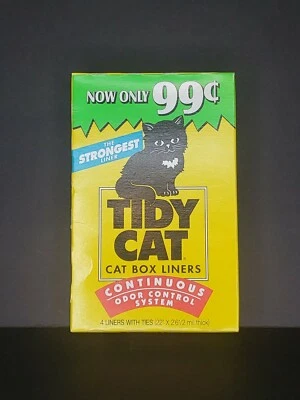 NOW ONLY 99¢
THE
STRONGEST
LINER
TIDY
CAT®
CAT BOX LINERS
CONTINUOUS
ODOR CONTROL
SYSTEM
4 LINERS WITH TIES